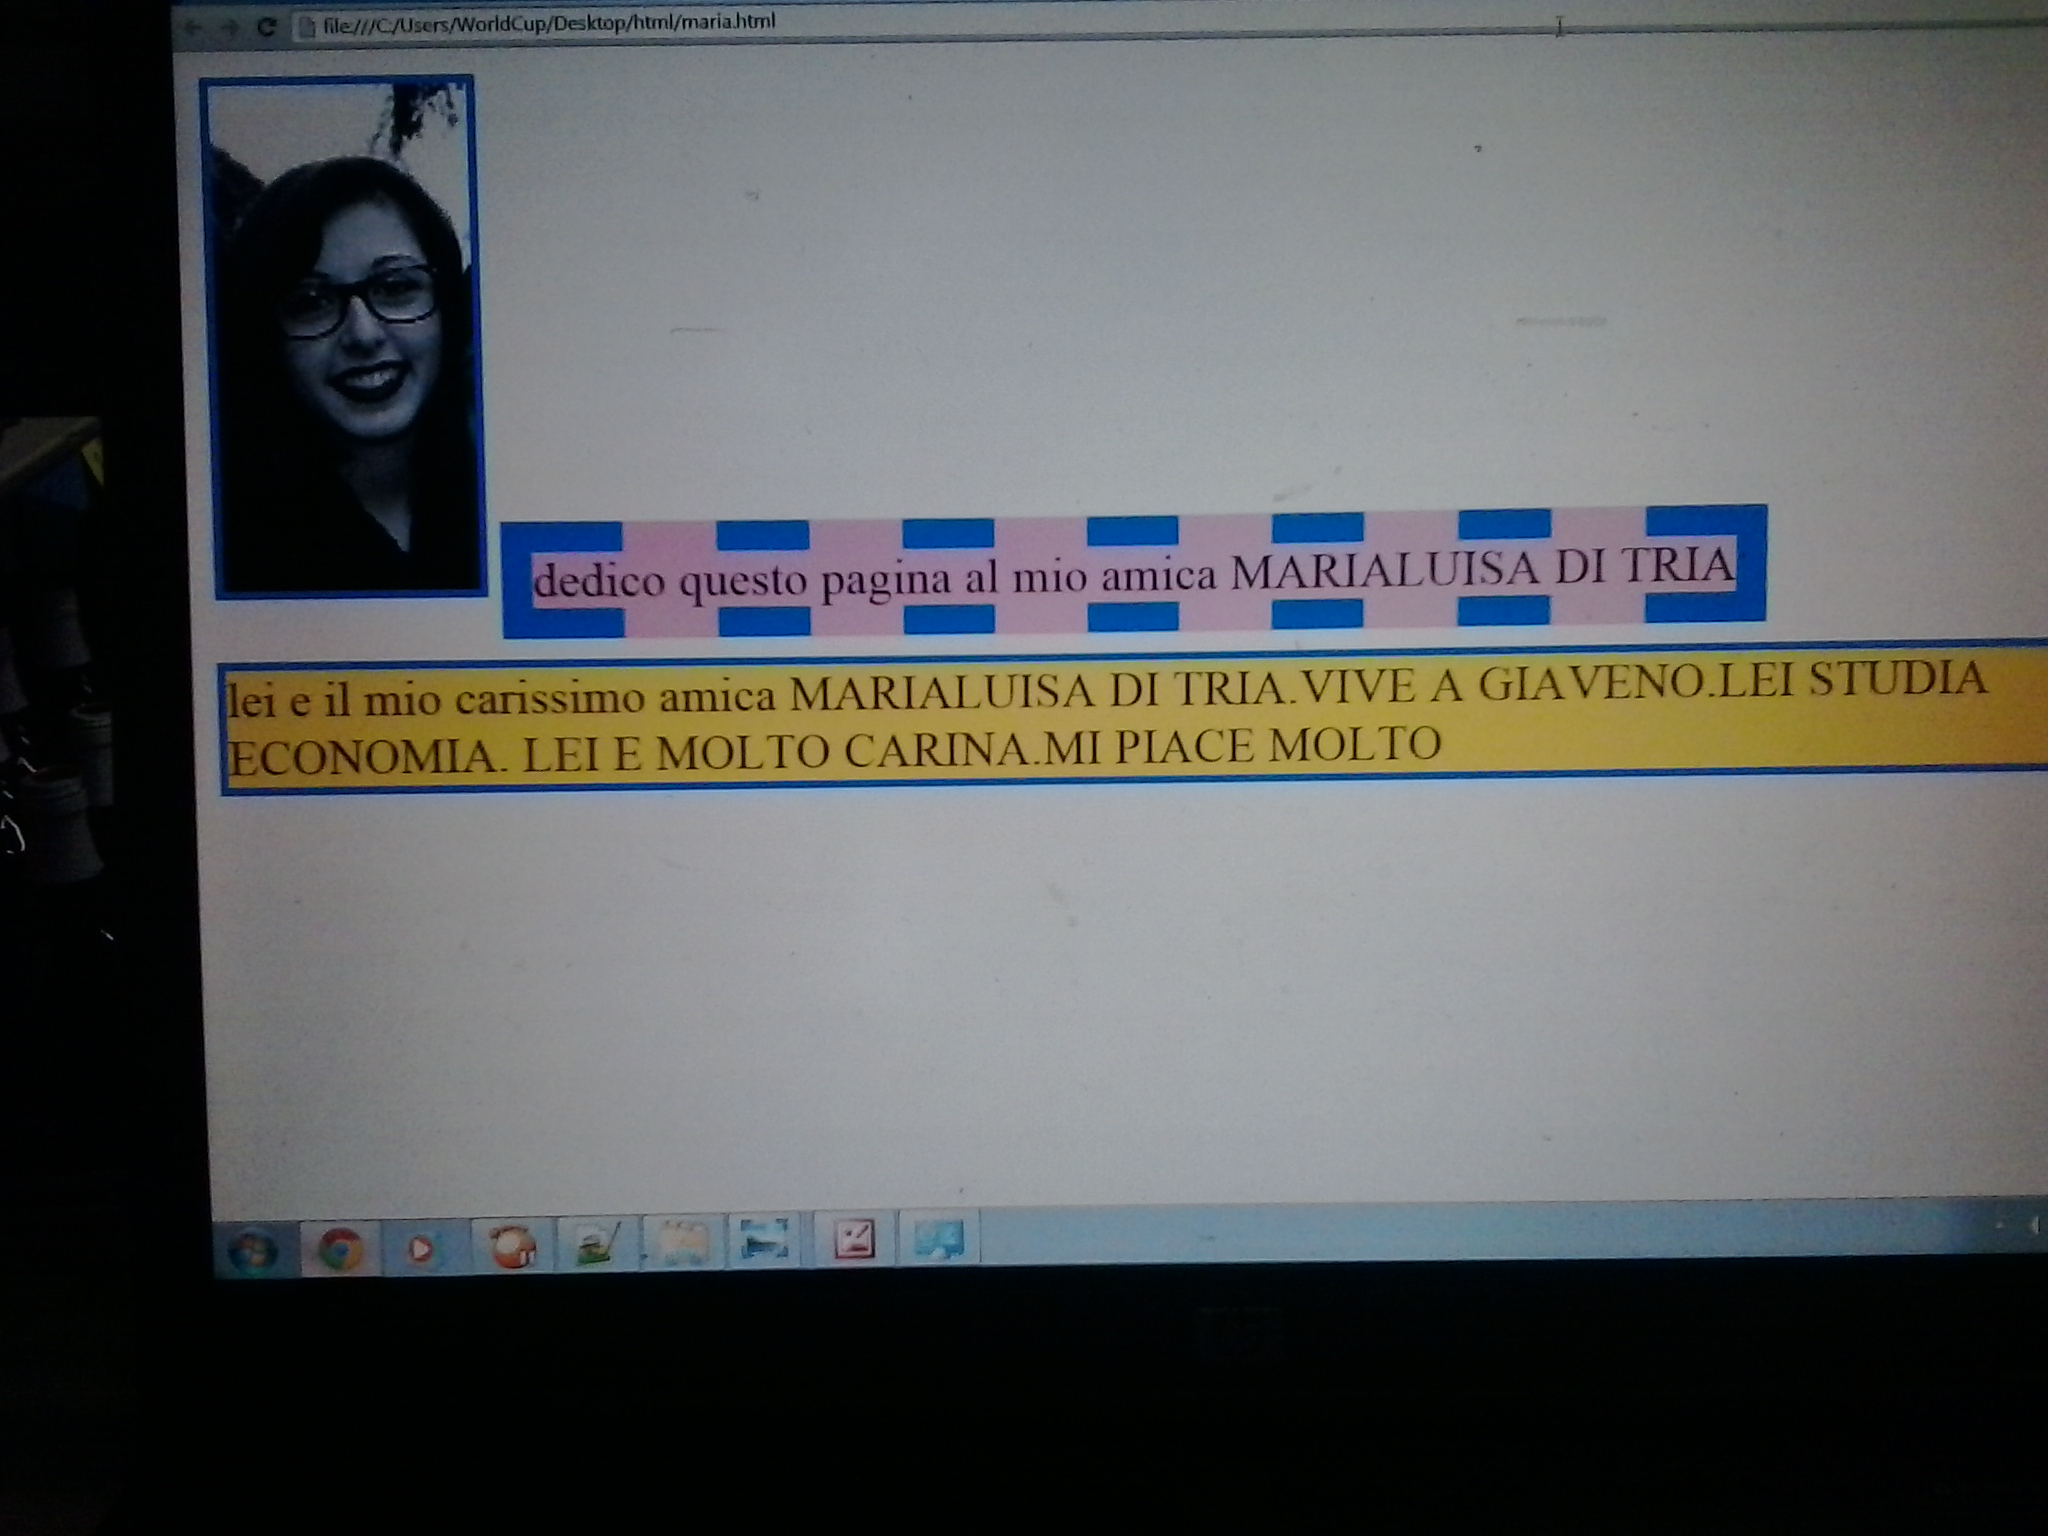 file:///C:/Users/WorldCup/Desktop/html/maria.html
dedico questo pagina al mio amica MARIALUISA DI TRIA
lei e il mio carissimo amica MARIALUISA DI TRIA.VIVE A GIAVENO.LEI STUDIA
ECONOMIA. LEI E MOLTO CARINA.MI PIACE MOLTO